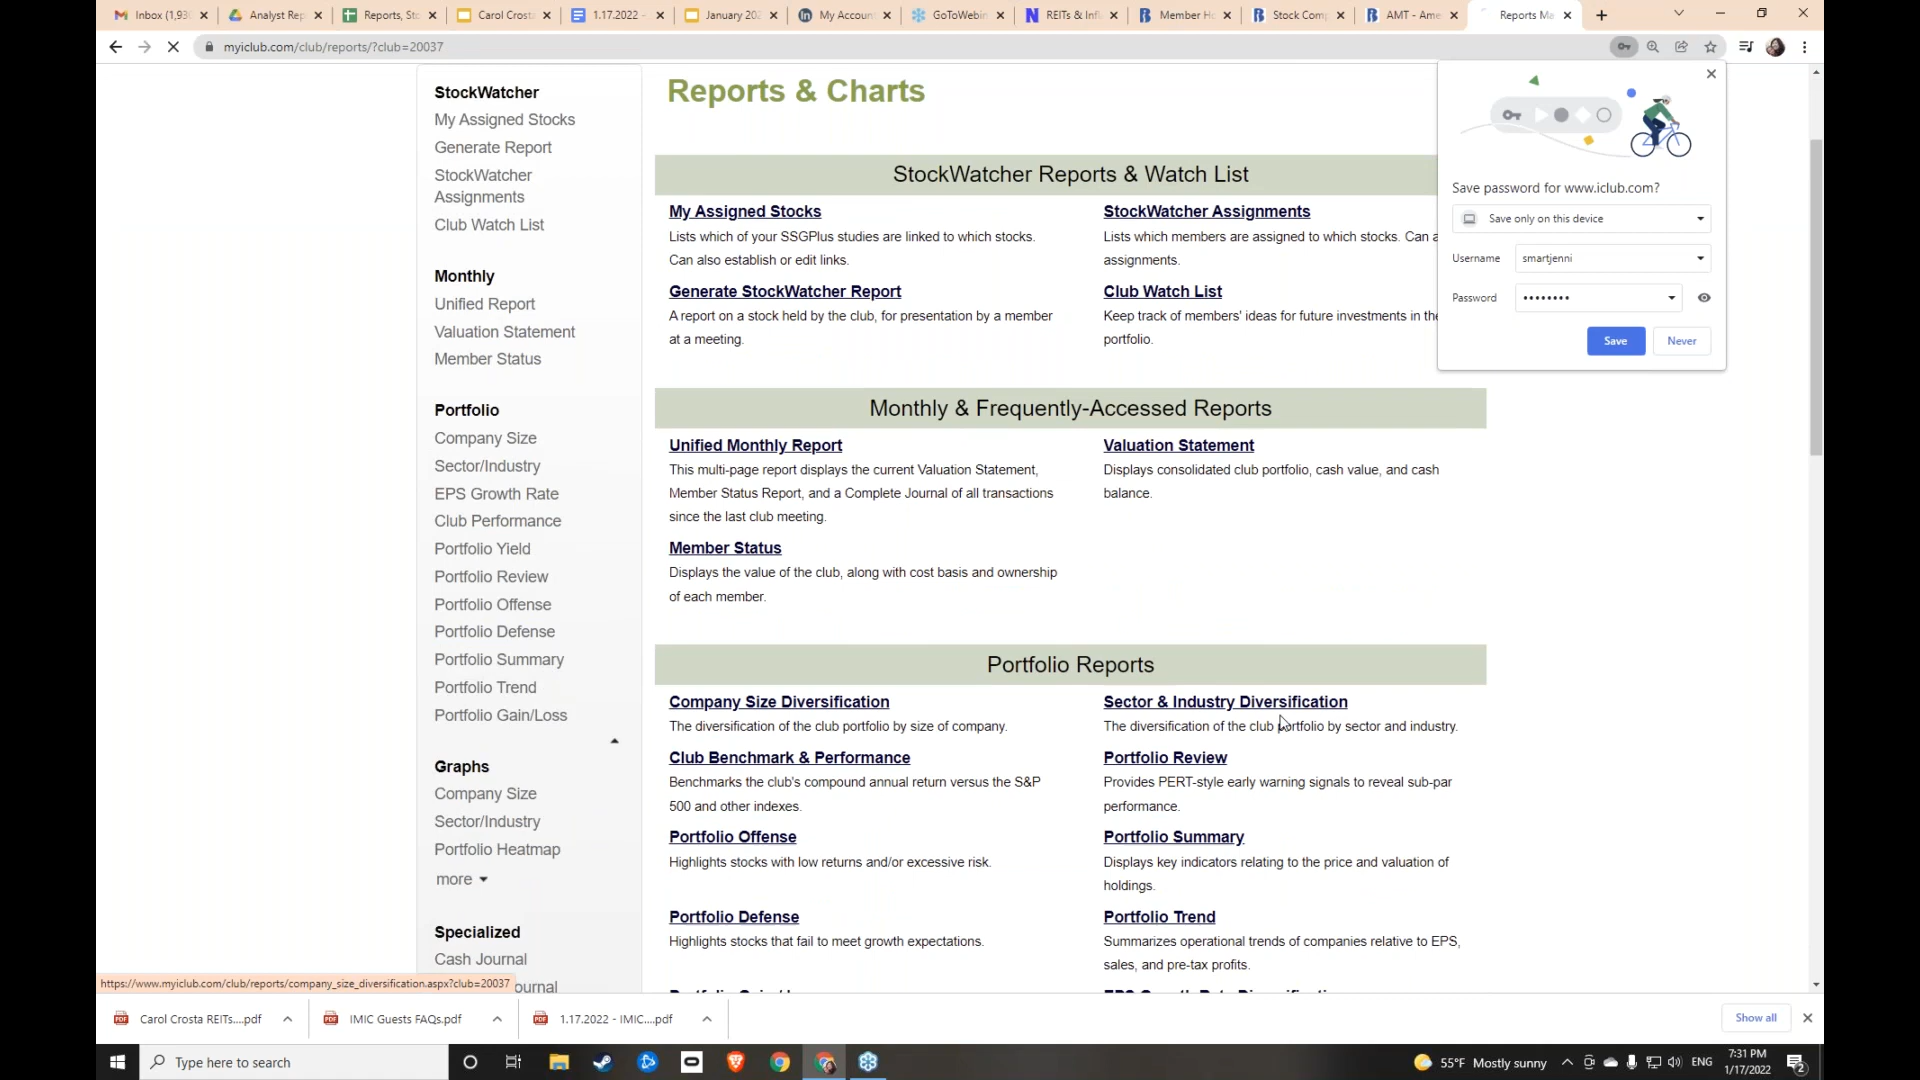 Inbox (1,93
Analyst Rep
Reports, Sto
Carol Crosta
1.17.2022 -
January 202
My Account
GoToWebin
REITs & Infl
Member Ho
Stock Comp
AMT - Ame
Reports Ma
myiclub.com/club/reports/?club=20037
StockWatcher
My Assigned Stocks
Generate Report
StockWatcher
Assignments
Club Watch List
Monthly
Unified Report
Valuation Statement
Member Status
Portfolio
Company Size
Sector/Industry
EPS Growth Rate
Club Performance
Portfolio Yield
Portfolio Review
Portfolio Offense
Portfolio Defense
Portfolio Summary
Portfolio Trend
Portfolio Gain/Loss
Graphs
Company Size
Sector/Industry
Portfolio Heatmap
more
Specialized
Cash Journal
ournal
Reports & Charts
StockWatcher Reports & Watch List
My Assigned Stocks
Lists which of your SSGPlus studies are linked to which stocks.
Can also establish or edit links.
StockWatcher Assignments
Lists which members are assigned to which stocks. Can a
assignments.
Generate StockWatcher Report
A report on a stock held by the club, for presentation by a member
at a meeting.
Club Watch List
Keep track of members' ideas for future investments in the
portfolio.
Monthly & Frequently-Accessed Reports
Unified Monthly Report
This multi-page report displays the current Valuation Statement,
Member Status Report, and a Complete Journal of all transactions
since the last club meeting.
Valuation Statement
Displays consolidated club portfolio, cash value, and cash
balance.
Member Status
Displays the value of the club, along with cost basis and ownership
of each member.
Portfolio Reports
Company Size Diversification
The diversification of the club portfolio by size of company.
Sector & Industry Diversification
The diversification of the club portfolio by sector and industry.
Club Benchmark & Performance
Benchmarks the club's compound annual return versus the S&P
500 and other indexes.
Portfolio Review
Provides PERT-style early warning signals to reveal sub-par
performance.
Portfolio Offense
Highlights stocks with low returns and/or excessive risk.
Portfolio Summary
Displays key indicators relating to the price and valuation of
holdings.
Portfolio Defense
Highlights stocks that fail to meet growth expectations.
Portfolio Trend
Summarizes operational trends of companies relative to EPS,
sales, and pre-tax profits.
Save password for www.iclub.com?
Save only on this device
Username
smartjenni
Password
••••••••
Save
Never
https://www.myiclub.com/club/reports/company_size_diversification.aspx?club=20037
Carol Crosta REITs....pdf
IMIC Guests FAQs.pdf
1.17.2022 - IMIC....pdf
Show all
Type here to search
55°F Mostly sunny
ENG
7:31 PM
1/17/2022
2